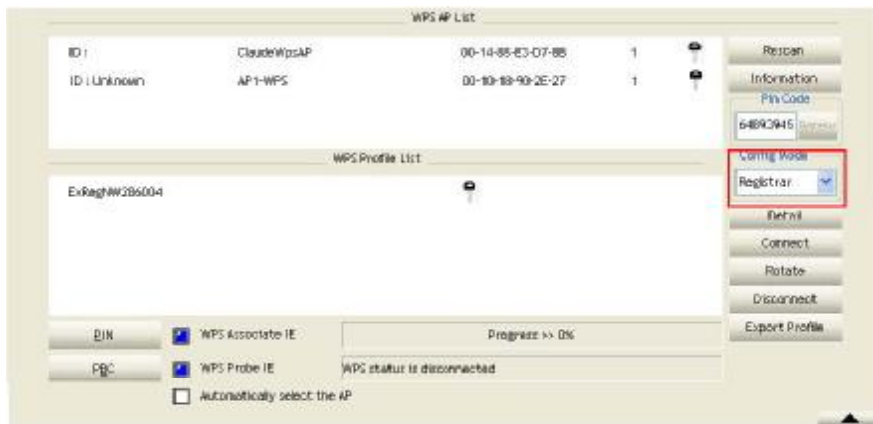 WPS AP List
ID : ClaudeWpsAP 00-14-85-E3-D7-8B 1
ID : Unknown AP1-WPS 00-10-18-90-2E-27 1
Rescan
Information
Pin Code
64893945
WPS Profile List
Config Mode
Registrar
ExRegNW286004
Detail
Connect
Rotate
Disconnect
Export Profile
PIN WPS Associate IE Progress >> 0%
PBC WPS Probe IE WPS status is disconnected
Automatically select the AP